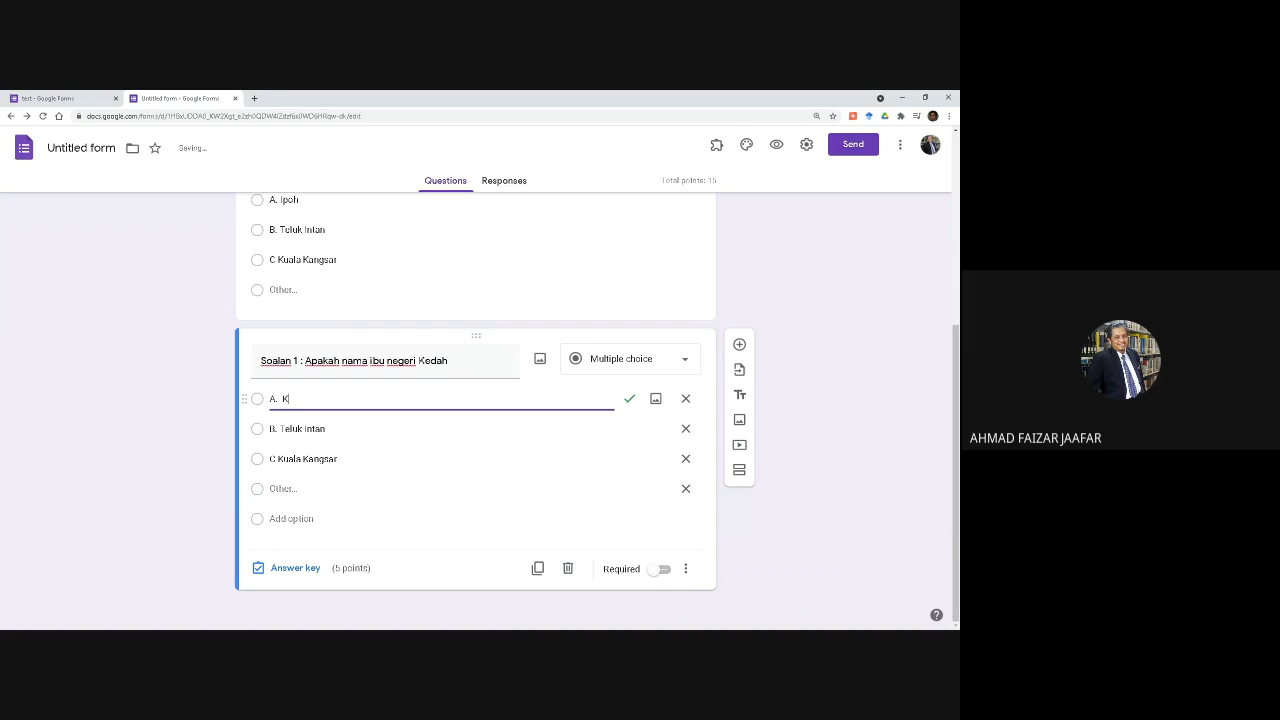 test - Google Forms
Untitled form - Google Forms
Untitled form
Saving...
Send
Questions
Responses
Total points: 15
A. Ipoh
B. Teluk Intan
C Kuala Kangsar
Other...
Soalan 1 : Apakah nama ibu negeri Kedah
Multiple choice
A. K
B. Teluk Intan
C Kuala Kangsar
Other...
Add option
Answer key
(5 points)
Required
AHMAD FAIZAR JAAFAR